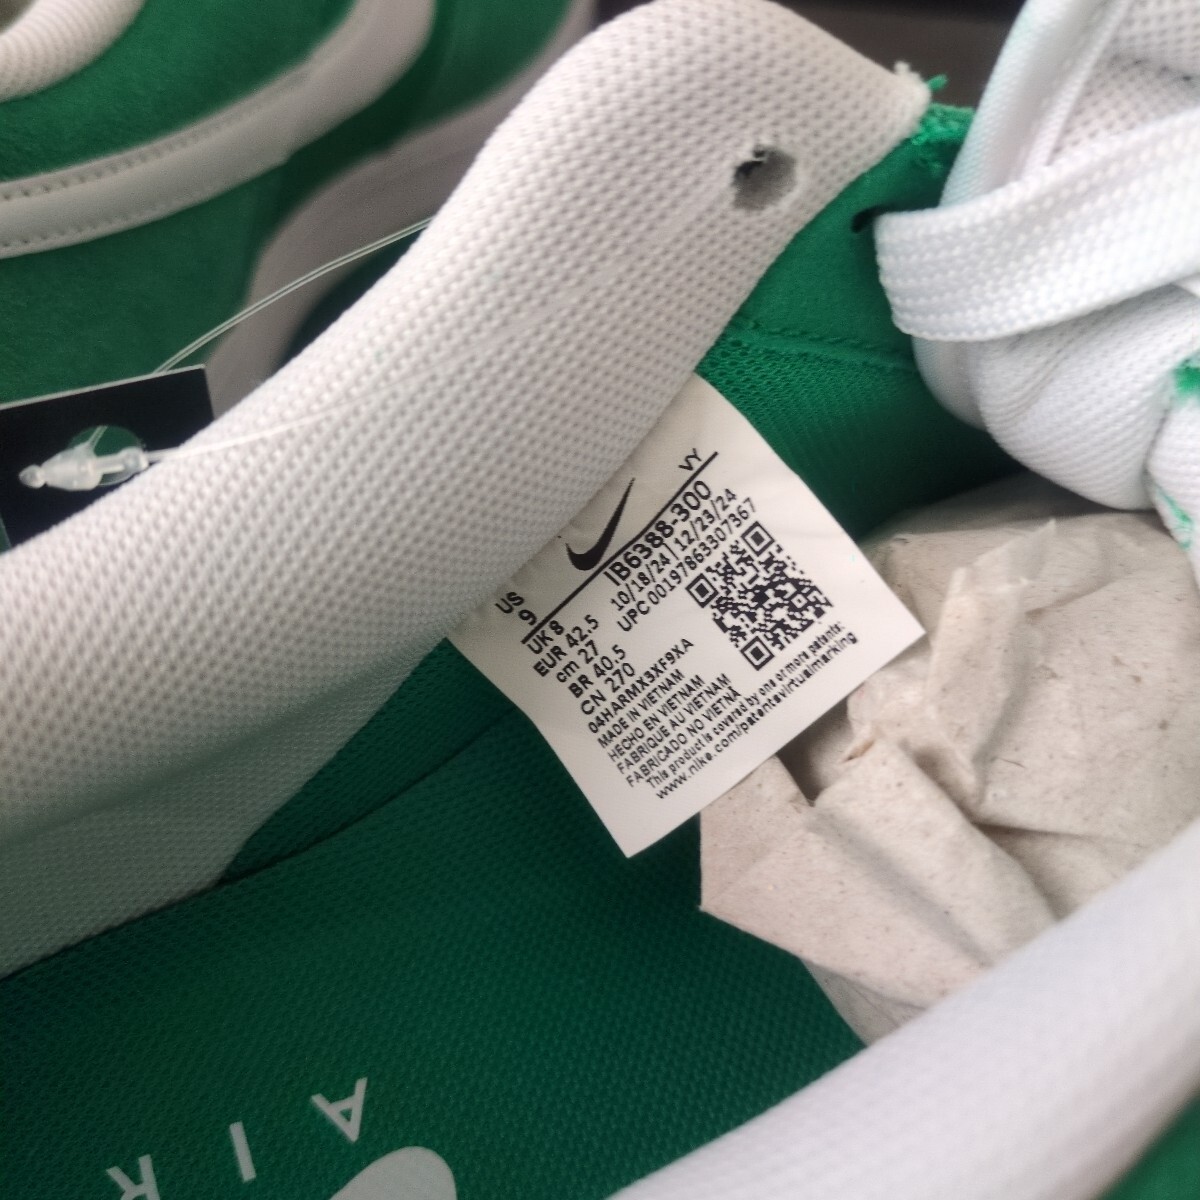 VY
US
9
IB6388-300
UK 8
10/18/24 | 12/23/24
EUR 42.5
UPC 00197863307367
cm 27
BR 40.5
CN 270
04HARMX3XF9XA
MADE IN VIETNAM
HECHO EN VIETNAM
FABRIQUE AU VIETNAM
FABRICADO NO VIETNÃ
This product is covered by one or more patents:
www.nike.com/patentsvirtualmarking
AIR